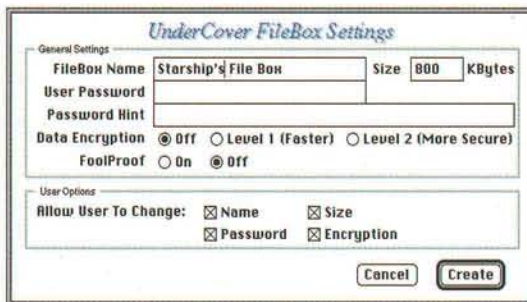 UnderCover FileBox Settings
General Settings
FileBox Name Starship's File Box Size 800 KBytes
User Password
Password Hint
Data Encryption Off Level 1 (Faster) Level 2 (More Secure)
FoolProof On Off
User Options
Allow User To Change: Name Size
Password Encryption
Cancel Create